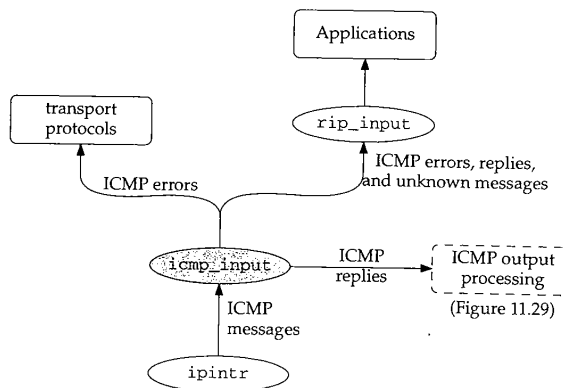 Applications
transport
protocols
rip_input
ICMP errors, replies,
and unknown messages
ICMP errors
icmp_input
ICMP
replies
ICMP output
processing
(Figure 11.29)
ICMP
messages
ipintr